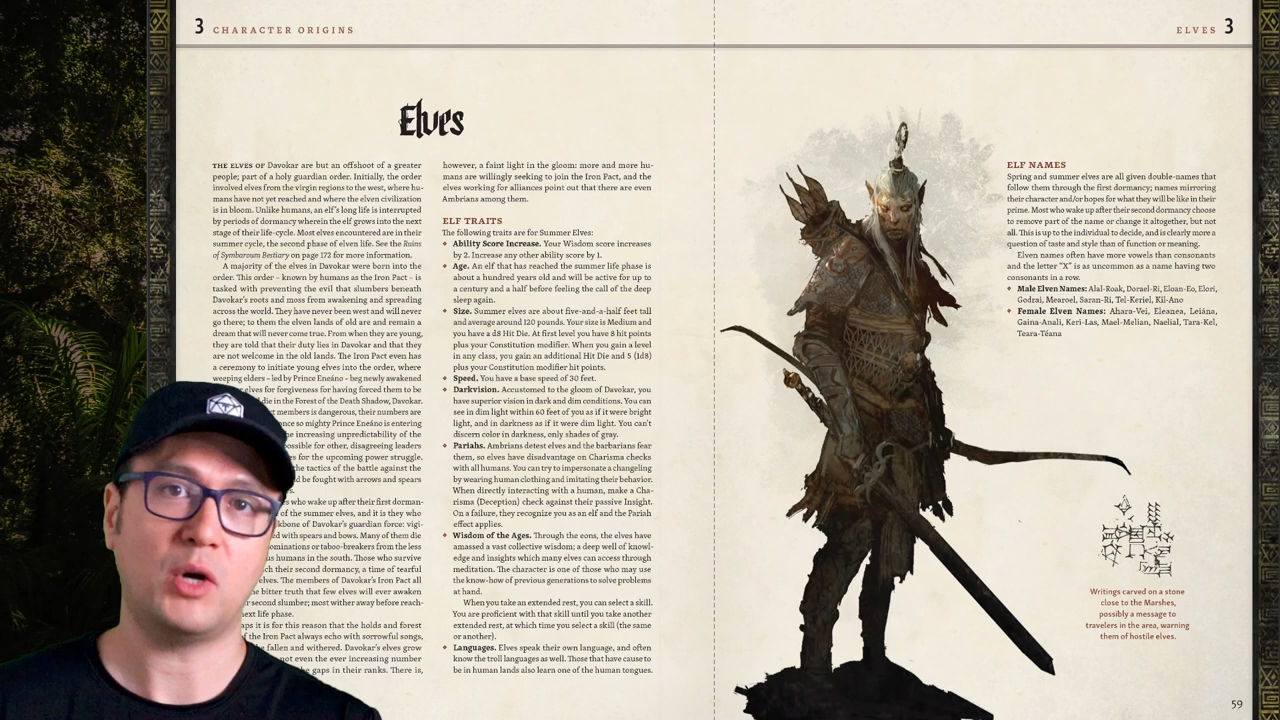 3 CHARACTER ORIGINS
ELVES 3
Elves
THE ELVES OF Davokar are but an offshoot of a greater
people; part of a holy guardian order. Initially, the order
involved elves from the virgin regions to the west, where hu-
mans have not yet reached and where the elven civilization
is in bloom. Unlike humans, an elf's long life is interrupted
by periods of dormancy wherein the elf grows into the next
stage of their life-cycle. Most elves encountered are in their
summer cycle, the second phase of elven life. See the Ruins
of Symbaroum Bestiary on page 172 for more information.
A majority of the elves in Davokar were born into the
order. This order – known by humans as the Iron Pact – is
tasked with preventing the evil that slumbers beneath
Davokar's roots and moss from awakening and spreading
across the world. They have never been west and will never
go there; to them the elven lands of old are and remain a
dream that will never come true. From when they are young,
they are told that their duty lies in Davokar and that they
are not welcome in the old lands. The Iron Pact even has
a ceremony to initiate young elves into the order, where
weeping elders – led by Prince Eneáno – beg newly awakened
elves for forgiveness for having forced them to be
die in the Forest of the Death Shadow, Davokar.
members is dangerous, their numbers are
so mighty Prince Eneáno is entering
increasing unpredictability of the
possible for other, disagreeing leaders
for the upcoming power struggle.
the tactics of the battle against the
be fought with arrows and spears
who wake up after their first dorman-
of the summer elves, and it is they who
of Davokar's guardian force: vigi-
with spears and bows. Many of them die
or taboo-breakers from the less
humans in the south. Those who survive
their second dormancy, a time of tearful
elves. The members of Davokar's Iron Pact all
bitter truth that few elves will ever awaken
second slumber; most wither away before reach-
next life phase.
it is for this reason that the holds and forest
of the Iron Pact always echo with sorrowful songs,
fallen and withered. Davokar's elves grow
not even the ever increasing number
gaps in their ranks. There is,
however, a faint light in the gloom: more and more hu-
mans are willingly seeking to join the Iron Pact, and the
elves working for alliances point out that there are even
Ambrians among them.
ELF TRAITS
The following traits are for Summer Elves:
Ability Score Increase. Your Wisdom score increases
by 2. Increase any other ability score by 1.
Age. An elf that has reached the summer life phase is
about a hundred years old and will be active for up to
a century and a half before feeling the call of the deep
sleep again.
Size. Summer elves are about five-and-a-half feet tall
and average around 120 pounds. Your size is Medium and
you have a d8 Hit Die. At first level you have 8 hit points
plus your Constitution modifier. When you gain a level
in any class, you gain an additional Hit Die and 5 (1d8)
plus your Constitution modifier hit points.
Speed. You have a base speed of 30 feet.
Darkvision. Accustomed to the gloom of Davokar, you
have superior vision in dark and dim conditions. You can
see in dim light within 60 feet of you as if it were bright
light, and in darkness as if it were dim light. You can't
discern color in darkness, only shades of gray.
Pariahs. Ambrians detest elves and the barbarians fear
them, so elves have disadvantage on Charisma checks
with all humans. You can try to impersonate a changeling
by wearing human clothing and imitating their behavior.
When directly interacting with a human, make a Cha-
risma (Deception) check against their passive Insight.
On a failure, they recognize you as an elf and the Pariah
effect applies.
Wisdom of the Ages. Through the eons, the elves have
amassed a vast collective wisdom; a deep well of knowl-
edge and insights which many elves can access through
meditation. The character is one of those who may use
the know-how of previous generations to solve problems
at hand.
When you take an extended rest, you can select a skill.
You are proficient with that skill until you take another
extended rest, at which time you select a skill (the same
or another).
Languages. Elves speak their own language, and often
know the troll languages as well. Those that have cause to
be in human lands also learn one of the human tongues.
ELF NAMES
Spring and summer elves are all given double-names that
follow them through the first dormancy; names mirroring
their character and/or hopes for what they will be like in their
prime. Most who wake up after their second dormancy choose
to remove part of the name or change it altogether, but not
all. This is up to the individual to decide, and is clearly more a
question of taste and style than of function or meaning.
Elven names often have more vowels than consonants
and the letter "X" is as uncommon as a name having two
consonants in a row.
Male Elven Names: Alal-Roak, Dorael-Ri, Eloan-Eo, Elori,
Godrai, Mearoel, Saran-Ri, Tel-Keriel, Kil-Ano
Female Elven Names: Ahara-Vei, Eleanea, Leiána,
Gaina-Anali, Keri-Las, Mael-Melian, Naelial, Tara-Kel,
Teara-Téana
Writings carved on a stone
close to the Marshes,
possibly a message to
travelers in the area, warning
them of hostile elves.
59